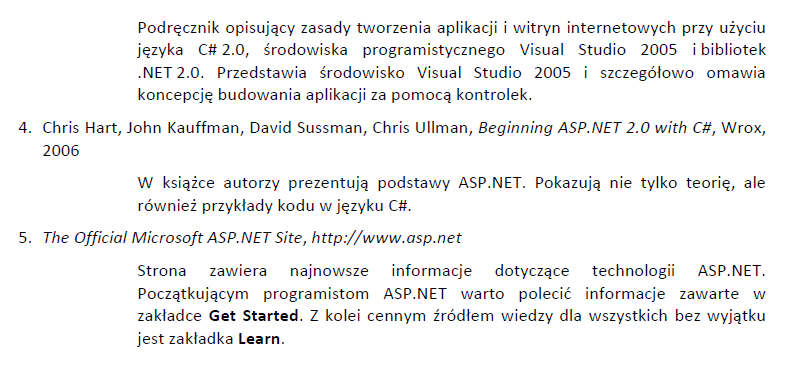 Podręcznik opisujący zasady tworzenia aplikacji i witryn internetowych przy użyciu
języka C# 2.0, środowiska programistycznego Visual Studio 2005 i bibliotek
.NET 2.0. Przedstawia środowisko Visual Studio 2005 i szczegółowo omawia
koncepcję budowania aplikacji za pomocą kontrolek.
4. Chris Hart, John Kauffman, David Sussman, Chris Ullman, Beginning ASP.NET 2.0 with C#, Wrox,
2006
W książce autorzy prezentują podstawy ASP.NET. Pokazują nie tylko teorię, ale
również przykłady kodu w języku C#.
5. The Official Microsoft ASP.NET Site, http://www.asp.net
Strona zawiera najnowsze informacje dotyczące technologii ASP.NET.
Początkującym programistom ASP.NET warto polecić informacje zawarte w
zakładce Get Started. Z kolei cennym źródłem wiedzy dla wszystkich bez wyjątku
jest zakładka Learn.